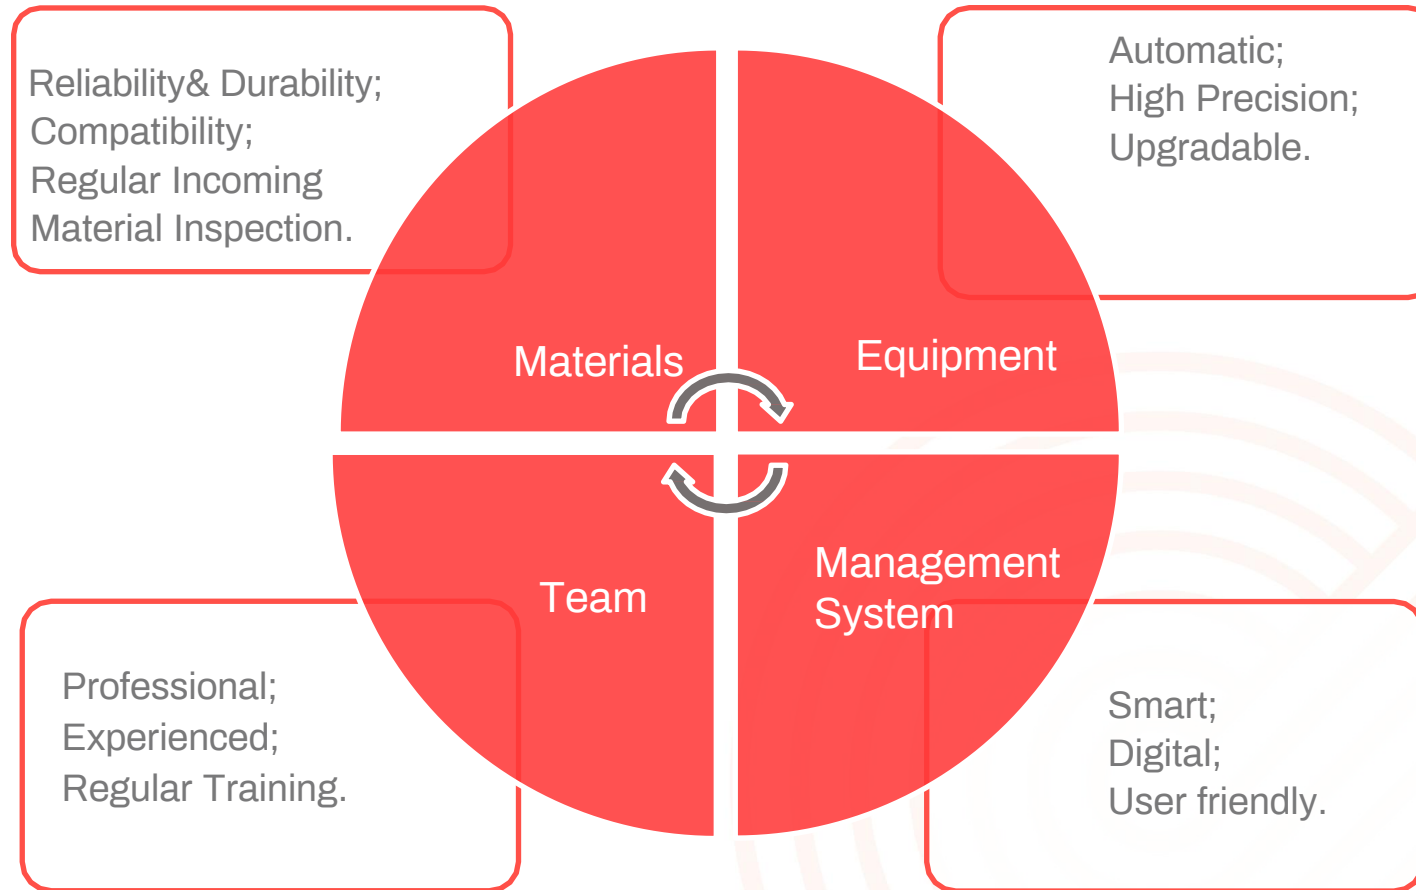 Reliability& Durability;
Compatibility;
Regular Incoming
Material Inspection.
Automatic;
High Precision;
Upgradable.
Materials
Equipment
Team
Management
System
Professional;
Experienced;
Regular Training.
Smart;
Digital;
User friendly.